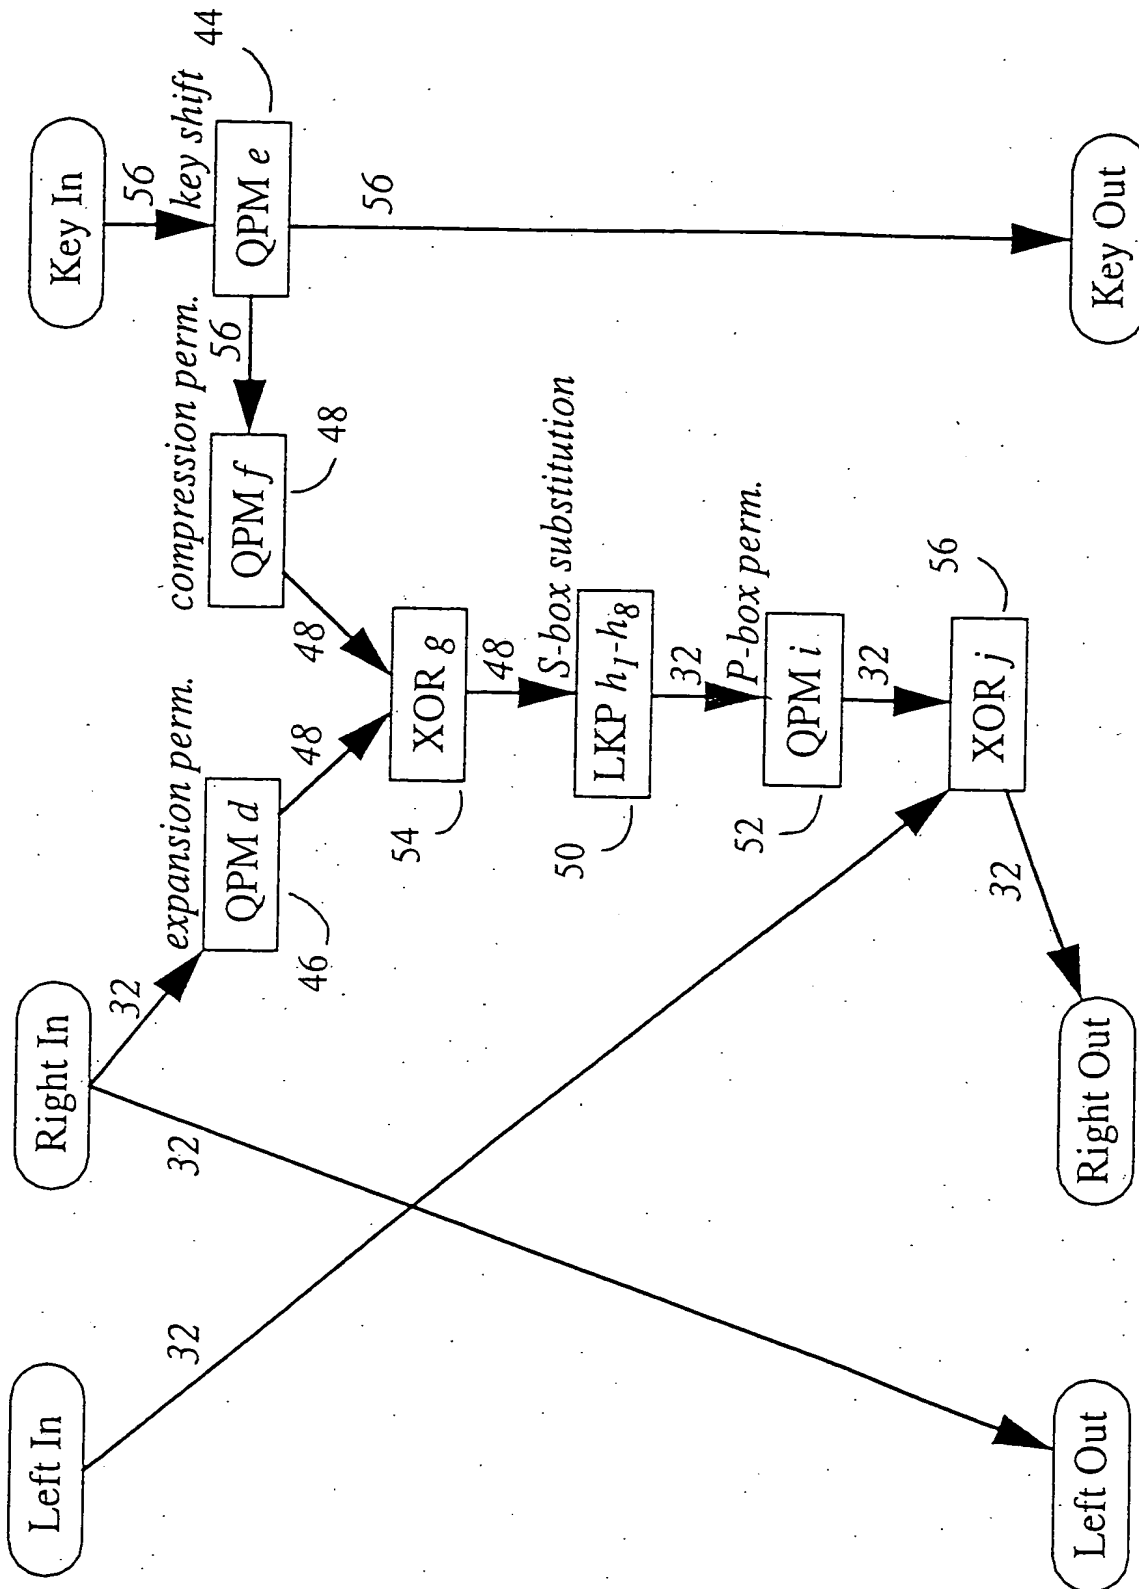 Left In
Right In
Key In
32
32
32
56
expansion perm.
compression perm.
key shift
QPM d
QPM f
56
QPM e
46
48
44
48
48
56
XOR g
54
48
S-box substitution
LKP h1-h8
50
32
P-box perm.
QPM i
52
32
XOR j
56
32
Left Out
Right Out
Key Out